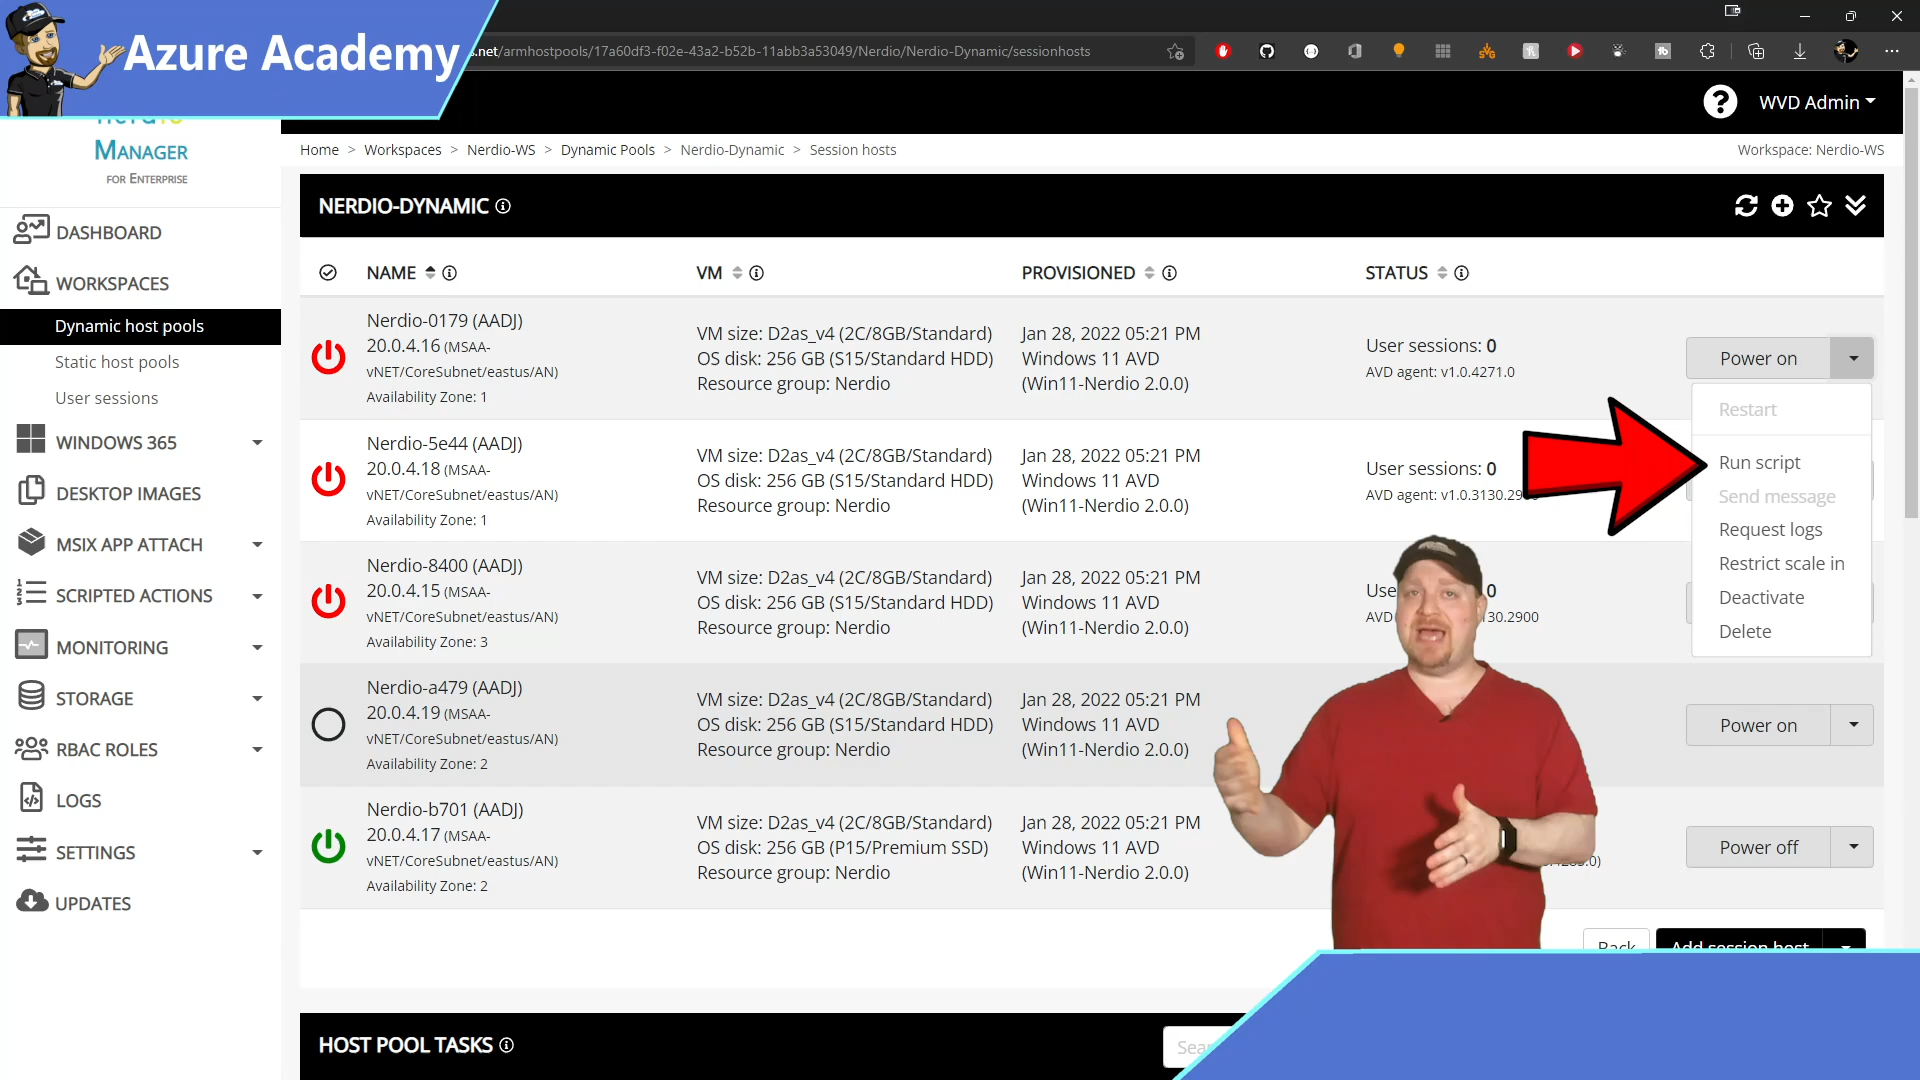 Azure Academy
.net/armhostpools/17a60df3-f02e-43a2-b52b-11abb3a53049/Nerdio/Nerdio-Dynamic/sessionhosts
WVD Admin
MANAGER
FOR ENTERPRISE
Home > Workspaces > Nerdio-WS > Dynamic Pools > Nerdio-Dynamic > Session hosts
Workspace: Nerdio-WS
NERDIO-DYNAMIC
DASHBOARD
WORKSPACES
Dynamic host pools
Static host pools
User sessions
WINDOWS 365
DESKTOP IMAGES
MSIX APP ATTACH
SCRIPTED ACTIONS
MONITORING
STORAGE
RBAC ROLES
LOGS
SETTINGS
UPDATES
NAME VM PROVISIONED STATUS
Nerdio-0179 (AADJ)
20.0.4.16 (MSAA-
vNET/CoreSubnet/eastus/AN)
Availability Zone: 1
VM size: D2as_v4 (2C/8GB/Standard)
OS disk: 256 GB (S15/Standard HDD)
Resource group: Nerdio
Jan 28, 2022 05:21 PM
Windows 11 AVD
(Win11-Nerdio 2.0.0)
User sessions: 0
AVD agent: v1.0.4271.0
Power on
Restart
Run script
Send message
Request logs
Restrict scale in
Deactivate
Delete
Nerdio-5e44 (AADJ)
20.0.4.18 (MSAA-
vNET/CoreSubnet/eastus/AN)
Availability Zone: 1
VM size: D2as_v4 (2C/8GB/Standard)
OS disk: 256 GB (S15/Standard HDD)
Resource group: Nerdio
Jan 28, 2022 05:21 PM
Windows 11 AVD
(Win11-Nerdio 2.0.0)
User sessions: 0
AVD agent: v1.0.3130.29
Nerdio-8400 (AADJ)
20.0.4.15 (MSAA-
vNET/CoreSubnet/eastus/AN)
Availability Zone: 3
VM size: D2as_v4 (2C/8GB/Standard)
OS disk: 256 GB (S15/Standard HDD)
Resource group: Nerdio
Jan 28, 2022 05:21 PM
Windows 11 AVD
(Win11-Nerdio 2.0.0)
Use 0
AVD 130.2900
Nerdio-a479 (AADJ)
20.0.4.19 (MSAA-
vNET/CoreSubnet/eastus/AN)
Availability Zone: 2
VM size: D2as_v4 (2C/8GB/Standard)
OS disk: 256 GB (S15/Standard HDD)
Resource group: Nerdio
Jan 28, 2022 05:21 PM
Windows 11 AVD
(Win11-Nerdio 2.0.0)
Power on
Nerdio-b701 (AADJ)
20.0.4.17 (MSAA-
vNET/CoreSubnet/eastus/AN)
Availability Zone: 2
VM size: D2as_v4 (2C/8GB/Standard)
OS disk: 256 GB (P15/Premium SSD)
Resource group: Nerdio
Jan 28, 2022 05:21 PM
Windows 11 AVD
(Win11-Nerdio 2.0.0)
Power off
Back
Add session host
HOST POOL TASKS
Sea